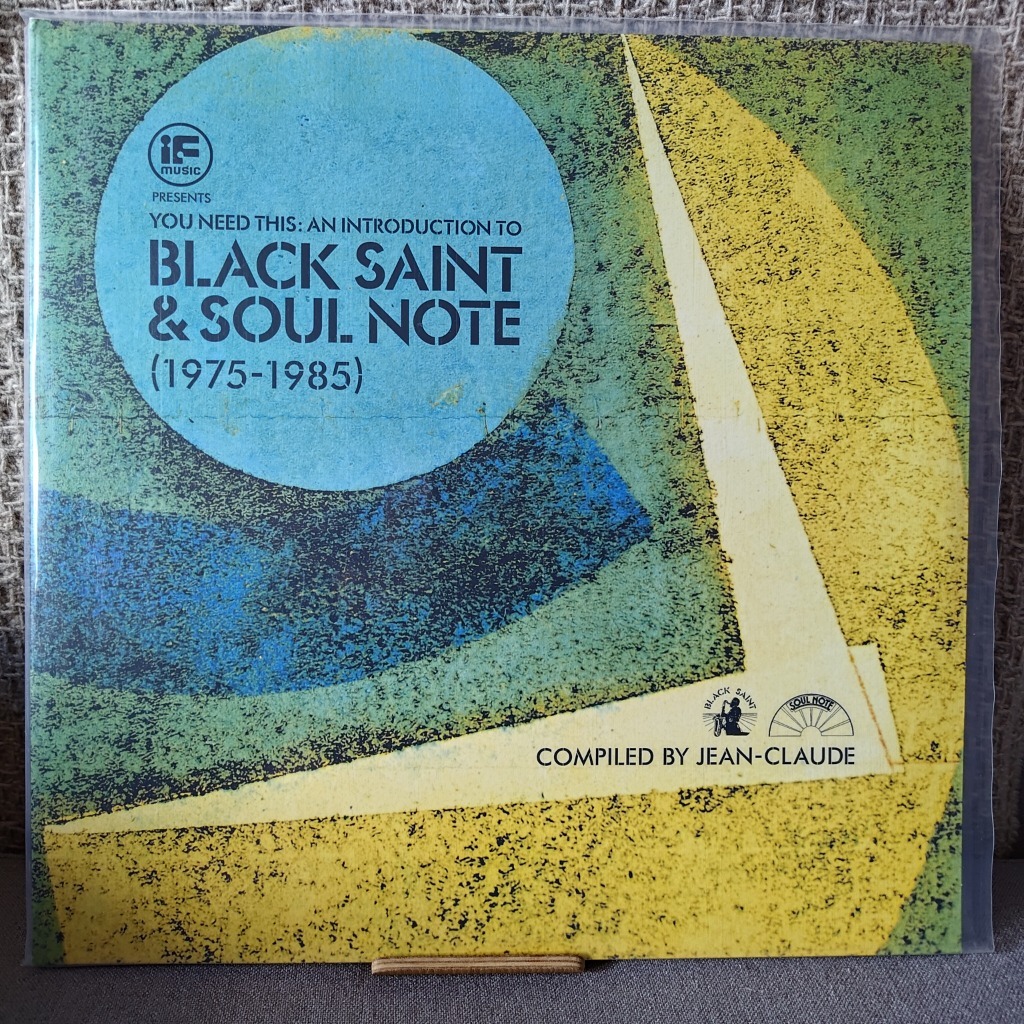 iF
MUSIC
PRESENTS
YOU NEED THIS: AN INTRODUCTION TO
BLACK SAINT
& SOUL NOTE
(1975-1985)
BLACK SAINT
SOUL NOTE
COMPILED BY JEAN-CLAUDE